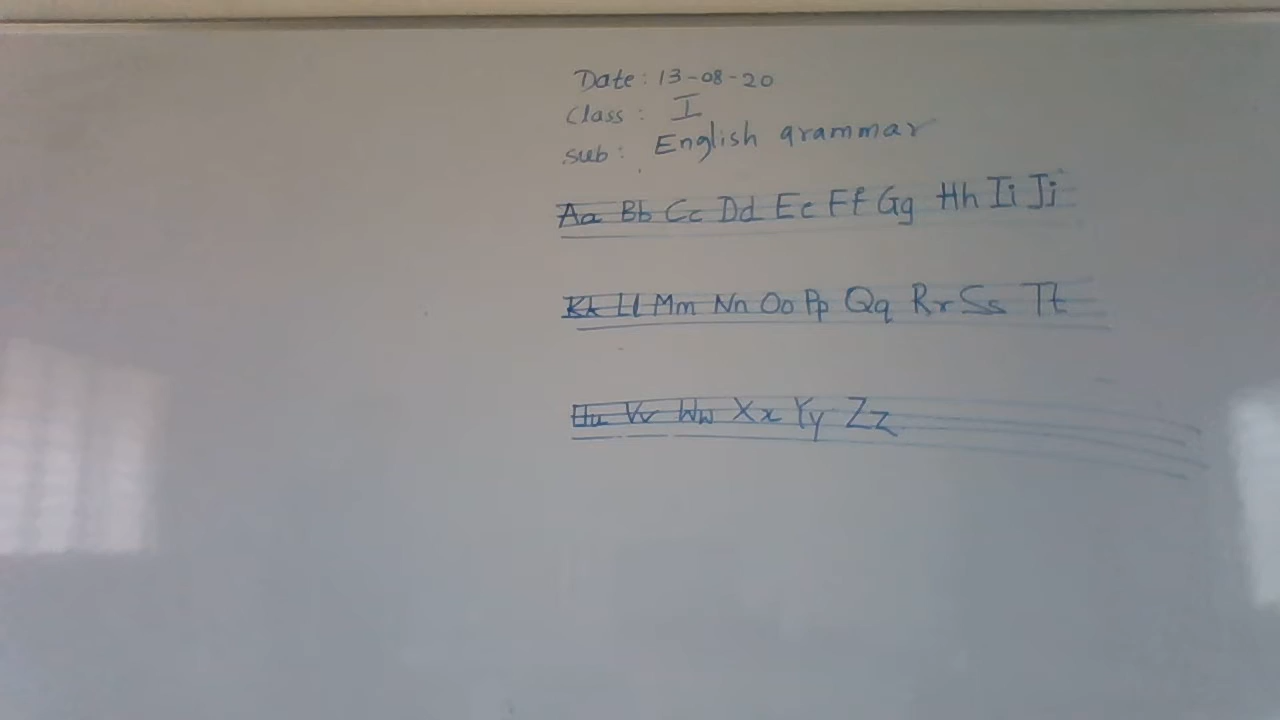 Date: 13-08-20
Class: I
sub: English grammar
Aa Bb Cc Dd Ee Ff Gg Hh Ii Jj
Kk Ll Mm Nn Oo Pp Qq Rr Ss Tt
Uu Vv Ww Xx Yy Zz